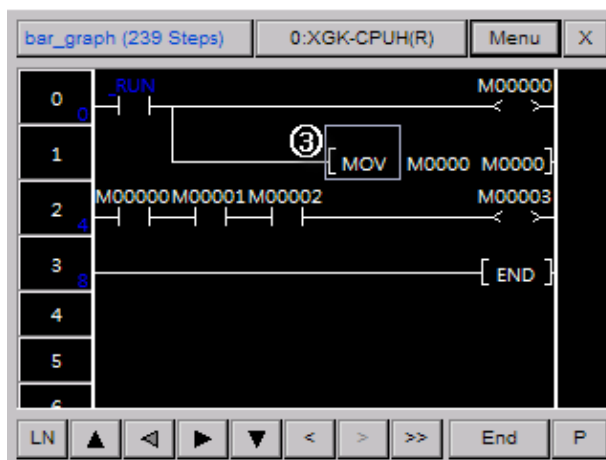 bar_graph (239 Steps) 0:XGK-CPUH(R) Menu X
0 0 _RUN M00000
1 ③ MOV M0000 M0000
2 4 M00000 M00001 M00002 M00003
3 8 END
4
5
6
LN < > >> End P